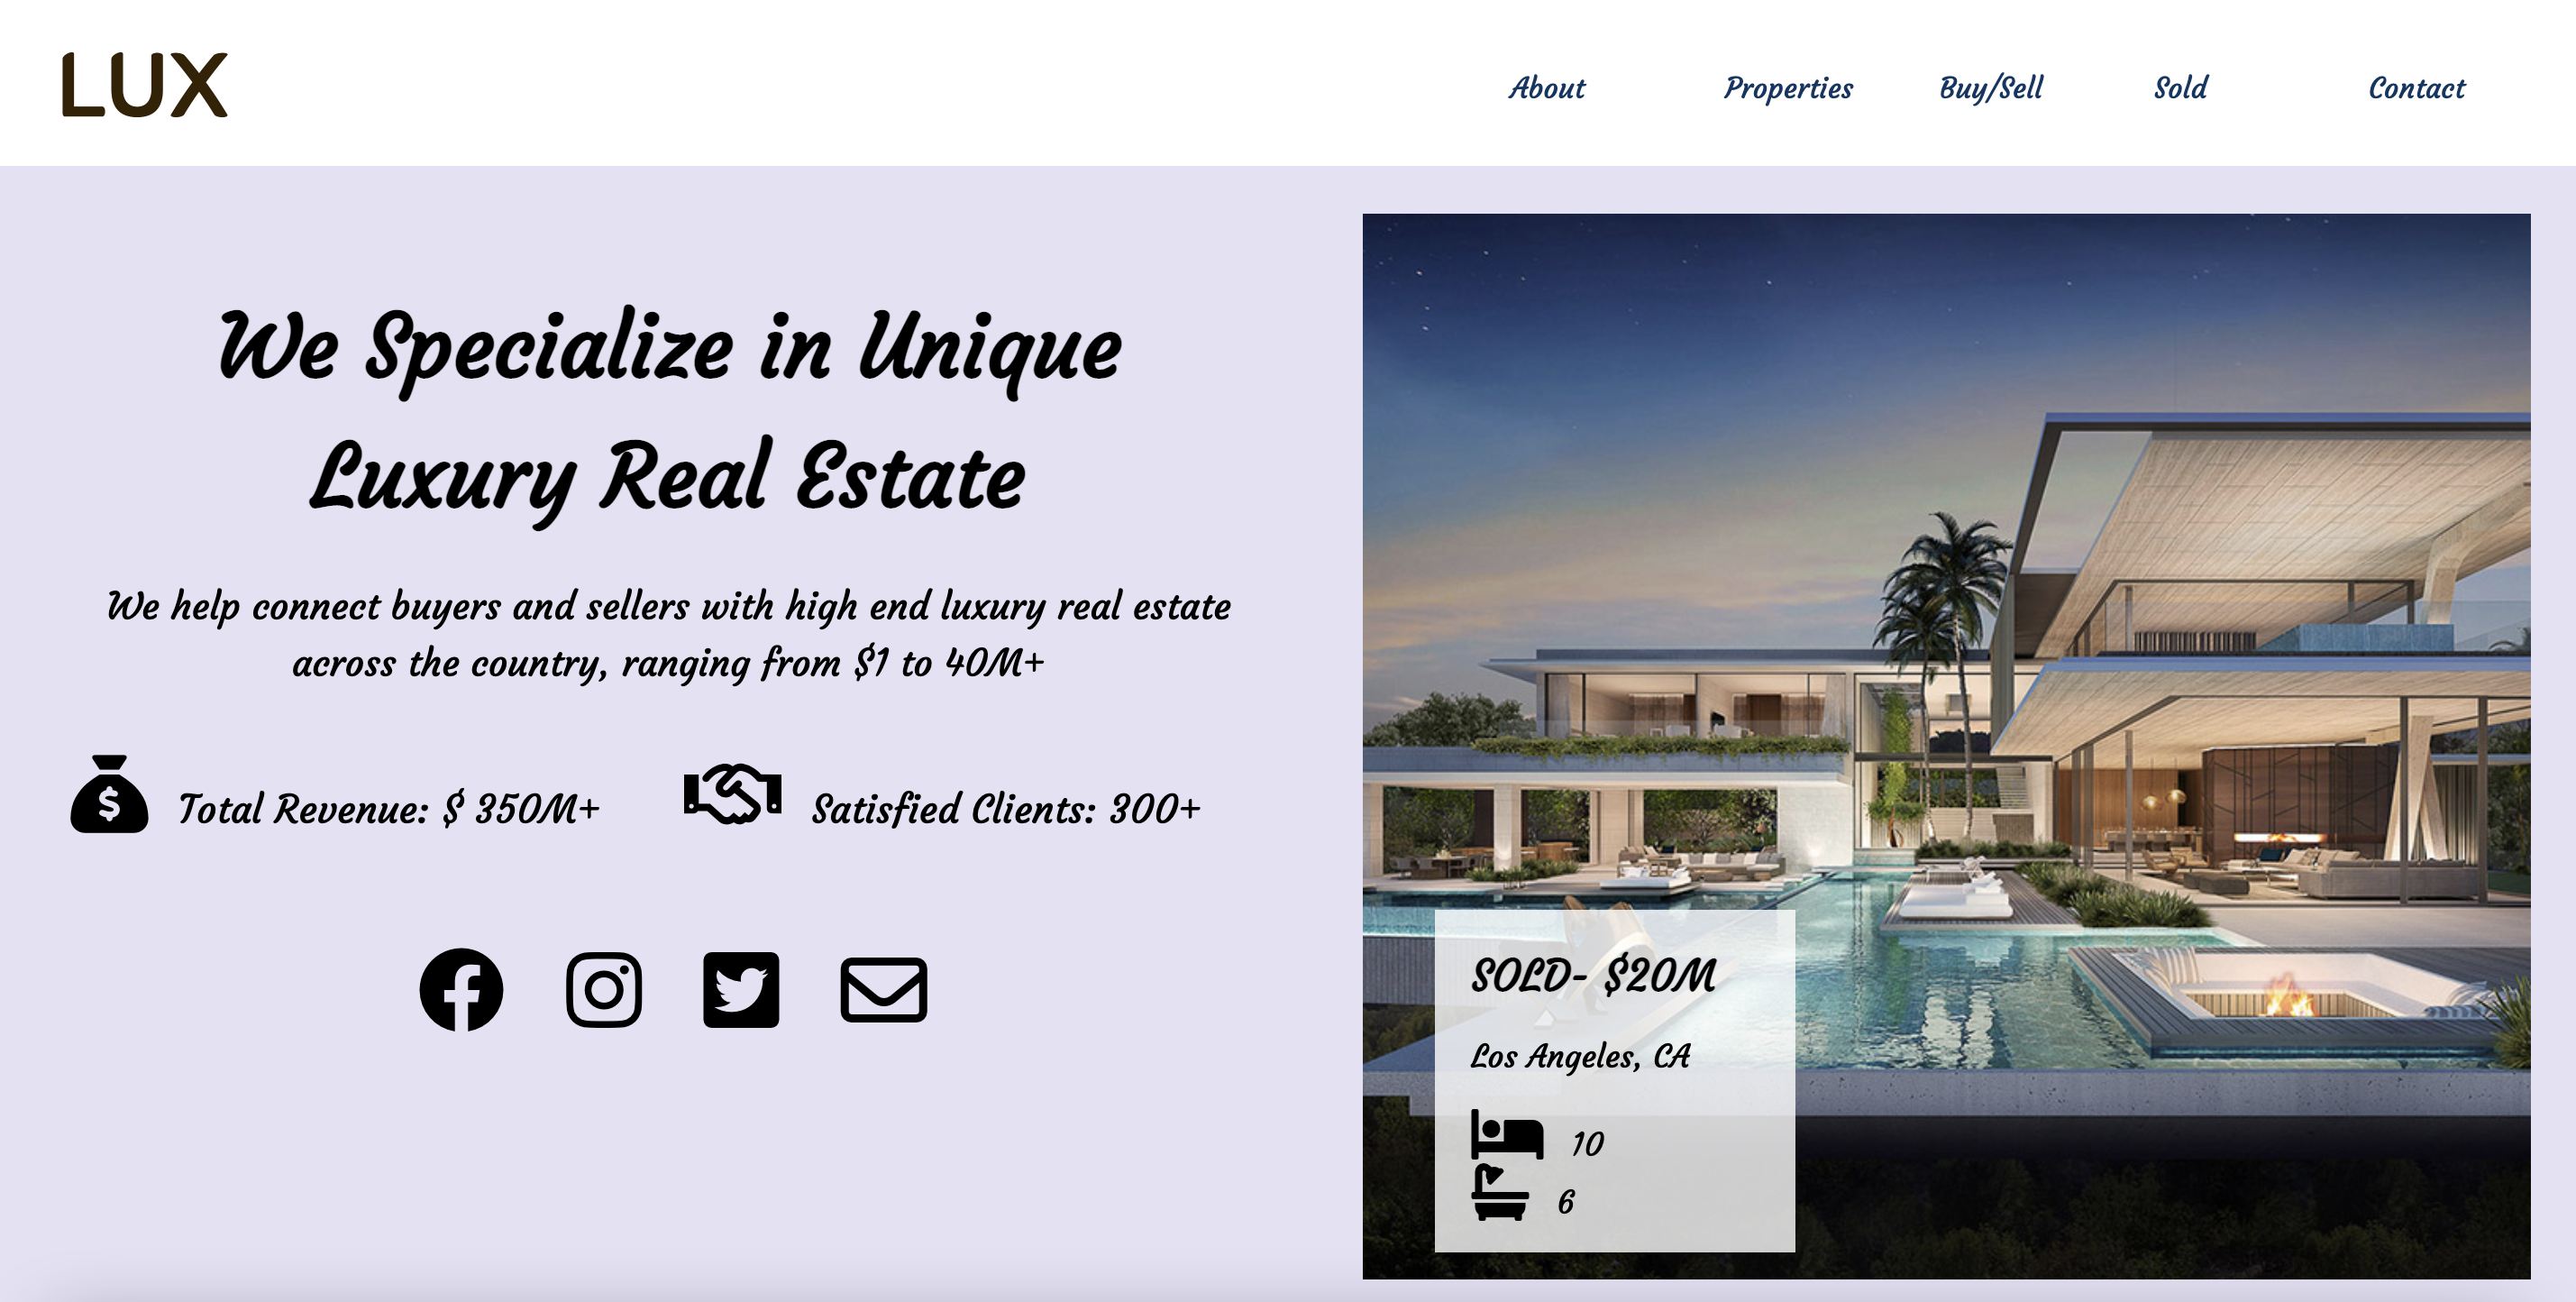 LUX
About Properties Buy/Sell Sold Contact
We Specialize in Unique
Luxury Real Estate
We help connect buyers and sellers with high end luxury real estate
across the country, ranging from $1 to 40M+
Total Revenue: $ 350M+ Satisfied Clients: 300+
SOLD- $20M
Los Angeles, CA
10
6